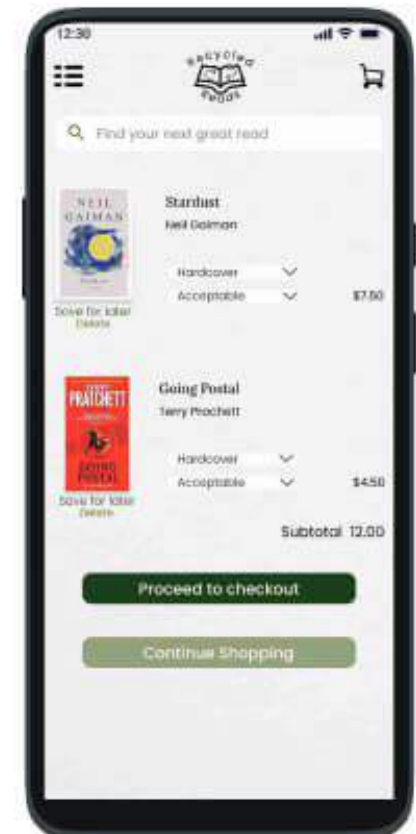 12:30
Recycled
Reads
Find your next great read
NEIL
GAIMAN
Stardust
Neil Gaiman
Hardcover
Acceptable
$7.50
Save for later
Delete
TERRY
PRATCHETT
GOING
POSTAL
Going Postal
Terry Prachett
Hardcover
Acceptable
$4.50
Save for later
Delete
Subtotal 12.00
Proceed to checkout
Continue Shopping